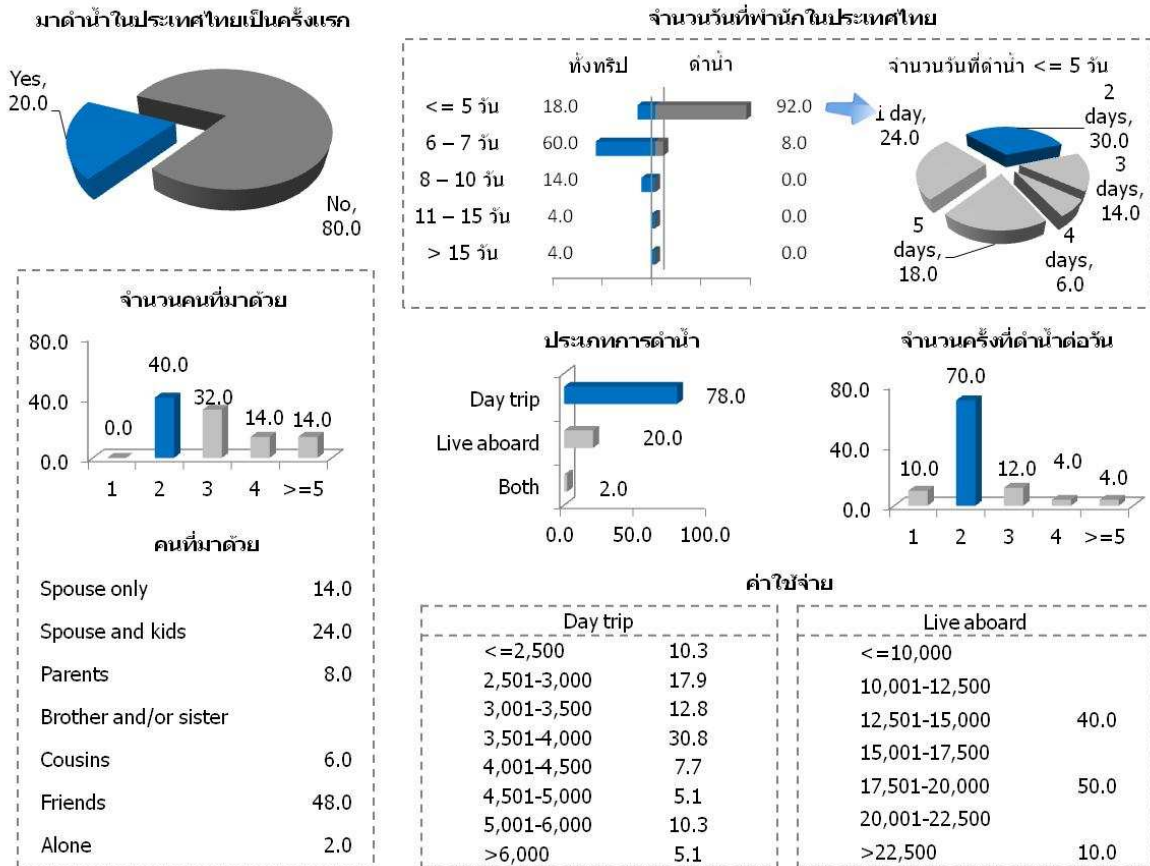 มาดำน้ำในประเทศไทยเป็นครั้งแรก
Yes,
20.0
No,
80.0
จำนวนวันที่พำนักในประเทศไทย
ทั้งทริป ดำน้ำ
<= 5 วัน 18.0 92.0
6 – 7 วัน 60.0 8.0
8 – 10 วัน 14.0 0.0
11 – 15 วัน 4.0 0.0
> 15 วัน 4.0 0.0
จำนวนวันที่ดำน้ำ <= 5 วัน
1 day,
24.0
2
days,
30.0
3
days,
14.0
4
days,
6.0
5
days,
18.0
จำนวนคนที่มาด้วย
80.0
40.0
0.0
0.0 40.0 32.0 14.0 14.0
1 2 3 4 >=5
คนที่มาด้วย
Spouse only 14.0
Spouse and kids 24.0
Parents 8.0
Brother and/or sister
Cousins 6.0
Friends 48.0
Alone 2.0
ประเภทการดำน้ำ
Day trip 78.0
Live aboard 20.0
Both 2.0
0.0 50.0 100.0
จำนวนครั้งที่ดำน้ำต่อวัน
80.0
40.0
0.0
10.0 70.0 12.0 4.0 4.0
1 2 3 4 >=5
ค่าใช้จ่าย
Day trip
<=2,500 10.3
2,501-3,000 17.9
3,001-3,500 12.8
3,501-4,000 30.8
4,001-4,500 7.7
4,501-5,000 5.1
5,001-6,000 10.3
>6,000 5.1
Live aboard
<=10,000
10,001-12,500
12,501-15,000 40.0
15,001-17,500
17,501-20,000 50.0
20,001-22,500
>22,500 10.0